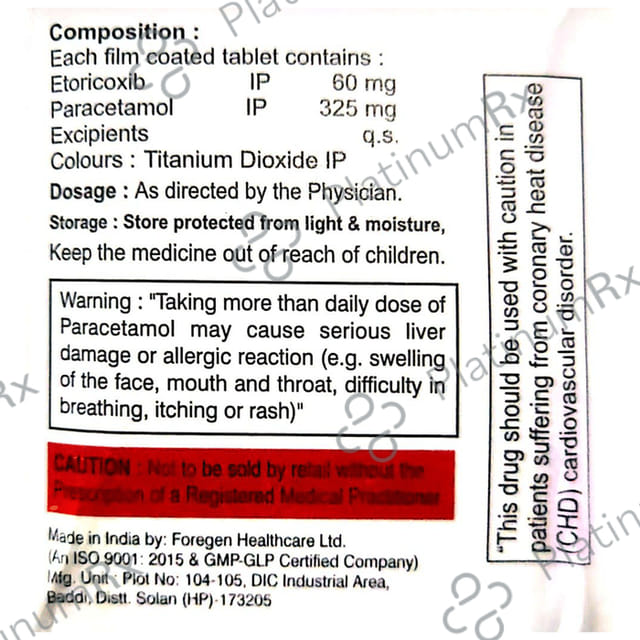 Composition :
Each film coated tablet contains :
Etoricoxib IP 60 mg
Paracetamol IP 325 mg
Excipients q.s.
Colours : Titanium Dioxide IP
Dosage : As directed by the Physician.
Storage : Store protected from light & moisture,
Keep the medicine out of reach of children.
Warning : "Taking more than daily dose of
Paracetamol may cause serious liver
damage or allergic reaction (e.g. swelling
of the face, mouth and throat, difficulty in
breathing, itching or rash)"
CAUTION : Not to be sold by retail without the
Prescription of a Registered Medical Practitioner
Made in India by: Foregen Healthcare Ltd.
(An ISO 9001: 2015 & GMP-GLP Certified Company)
Mfg. Unit : Plot No: 104-105, DIC Industrial Area,
Baddi, Distt. Solan (HP)-173205
"This drug should be used with caution in
patients suffering from coronary heat disease
(CHD) cardiovascular disorder.
PlatinumRx
PlatinumRx
PlatinumRx
PlatinumRx